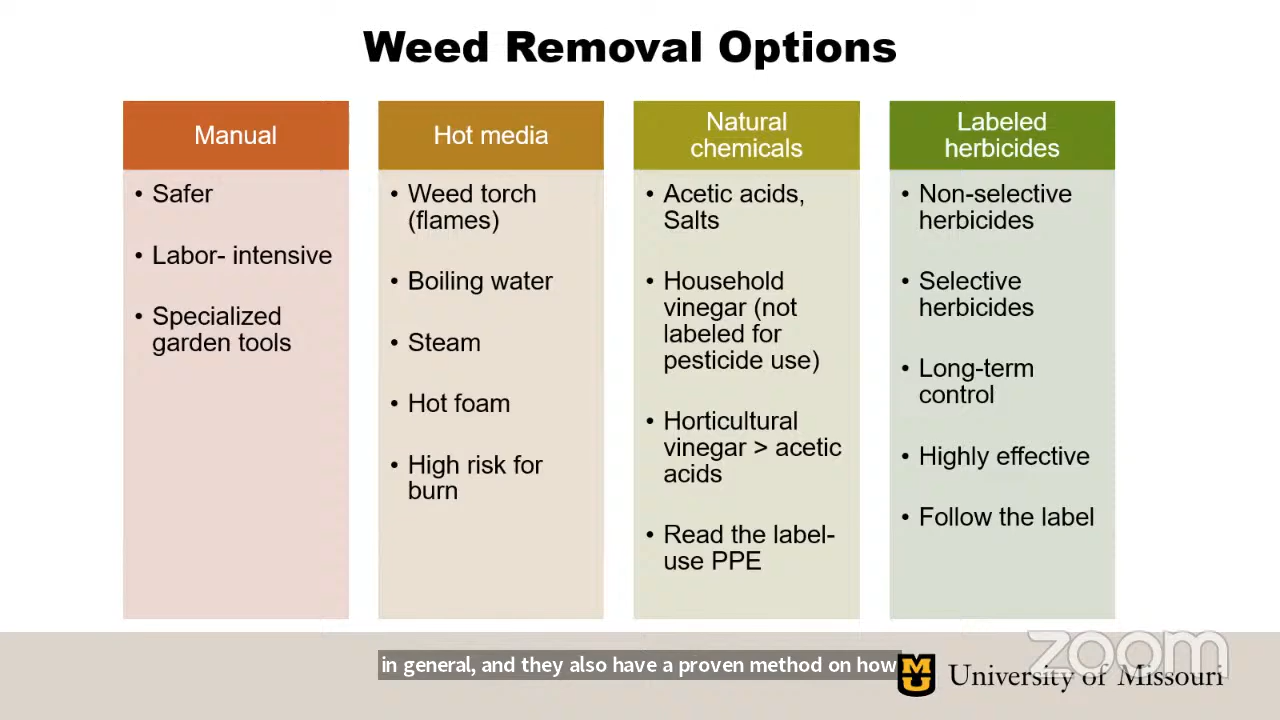 Weed Removal Options
Manual
• Safer
• Labor- intensive
• Specialized
garden tools
Hot media
• Weed torch
(flames)
• Boiling water
• Steam
• Hot foam
• High risk for
burn
Natural
chemicals
• Acetic acids,
Salts
• Household
vinegar (not
labeled for
pesticide use)
• Horticultural
vinegar > acetic
acids
• Read the label-
use PPE
Labeled
herbicides
• Non-selective
herbicides
• Selective
herbicides
• Long-term
control
• Highly effective
• Follow the label
in general, and they also have a proven method on how
zoom
University of Missouri